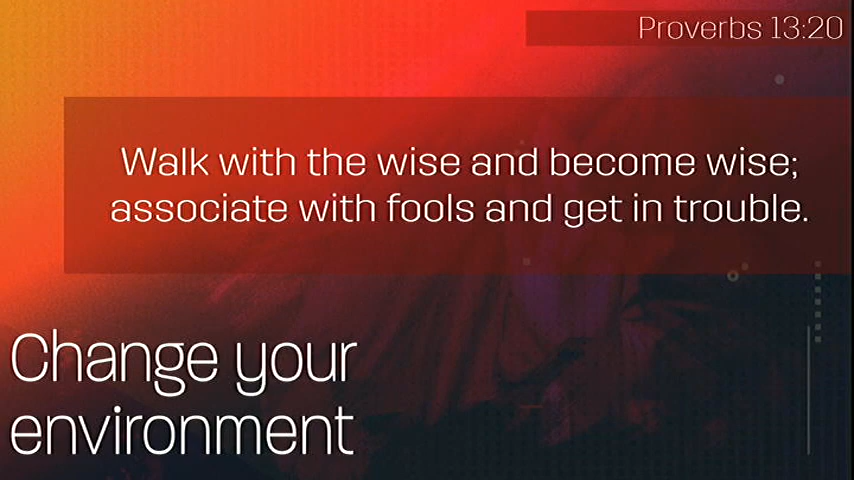 Proverbs 13:20
Walk with the wise and become wise;
associate with fools and get in trouble.
Change your
environment